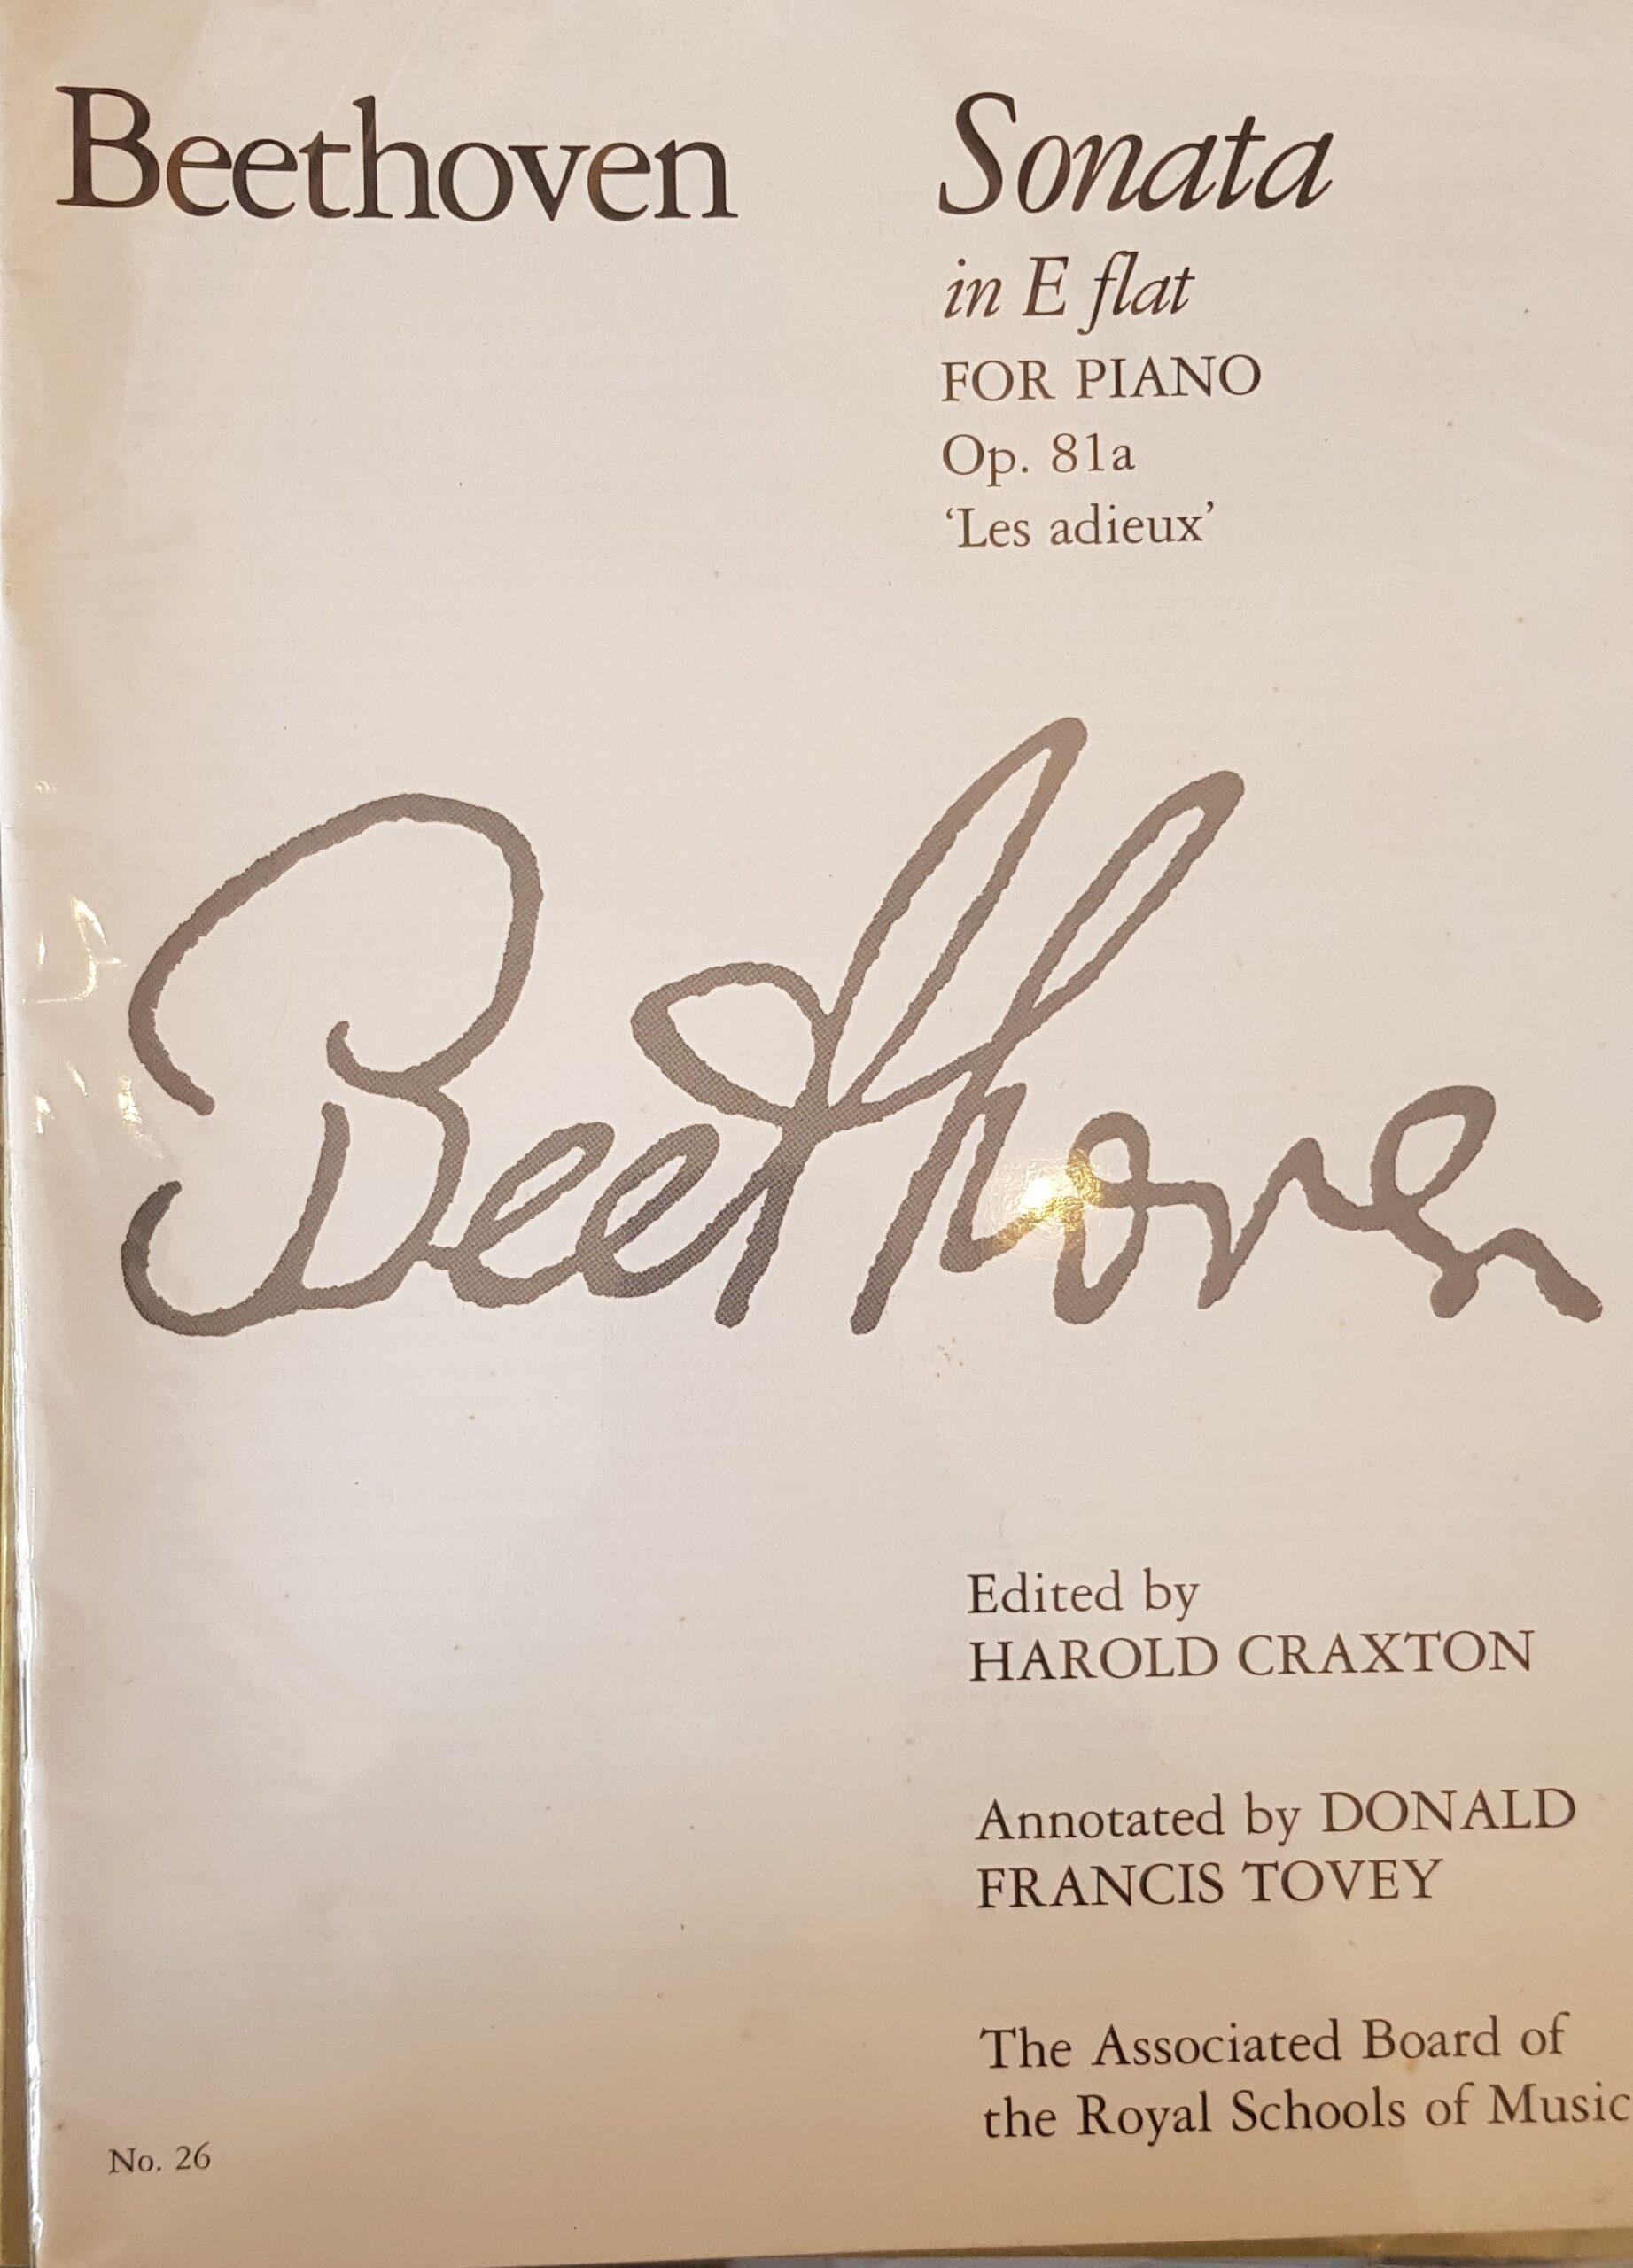 Beethoven
Sonata
in E flat
FOR PIANO
Op. 81a
‘Les adieux’
Beethoven
Edited by
HAROLD CRAXTON
Annotated by DONALD
FRANCIS TOVEY
The Associated Board of
the Royal Schools of Music
No. 26